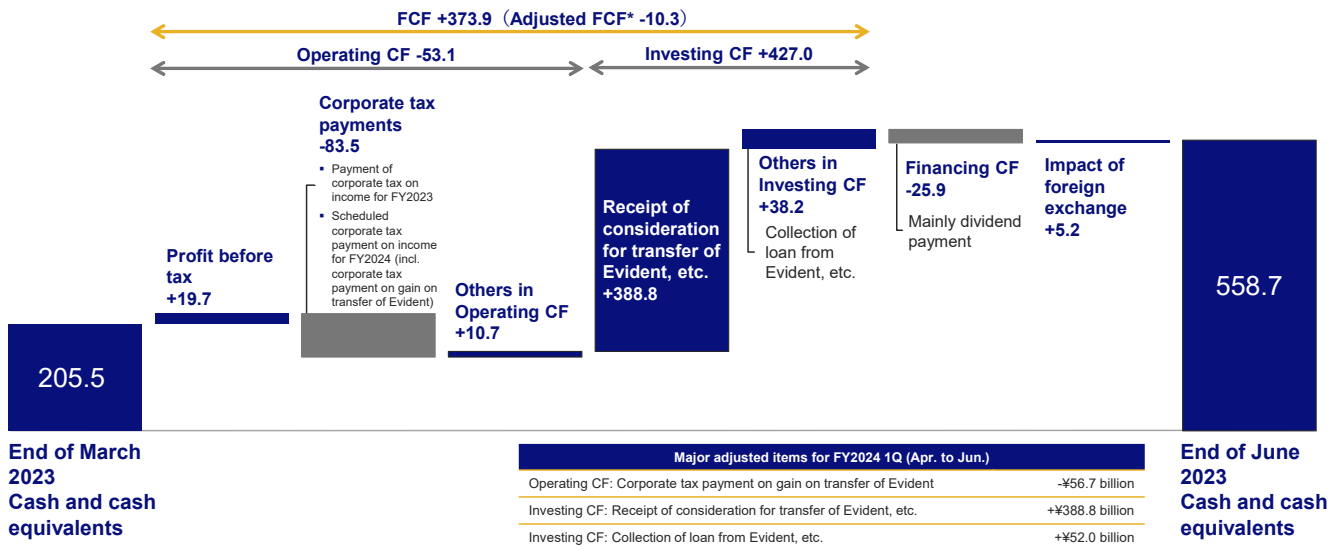 FCF +373.9（Adjusted FCF* -10.3）
Operating CF -53.1
Investing CF +427.0
205.5
End of March
2023
Cash and cash
equivalents
Profit before
tax
+19.7
Corporate tax
payments
-83.5
▪ Payment of
corporate tax on
income for FY2023
▪ Scheduled
corporate tax
payment on income
for FY2024 (incl.
corporate tax
payment on gain on
transfer of Evident)
Others in
Operating CF
+10.7
Receipt of
consideration
for transfer of
Evident, etc.
+388.8
Others in
Investing CF
+38.2
Collection of
loan from
Evident, etc.
Financing CF
-25.9
Mainly dividend
payment
Impact of
foreign
exchange
+5.2
558.7
End of June
2023
Cash and cash
equivalents
Major adjusted items for FY2024 1Q (Apr. to Jun.)
Operating CF: Corporate tax payment on gain on transfer of Evident -¥56.7 billion
Investing CF: Receipt of consideration for transfer of Evident, etc. +¥388.8 billion
Investing CF: Collection of loan from Evident, etc. +¥52.0 billion